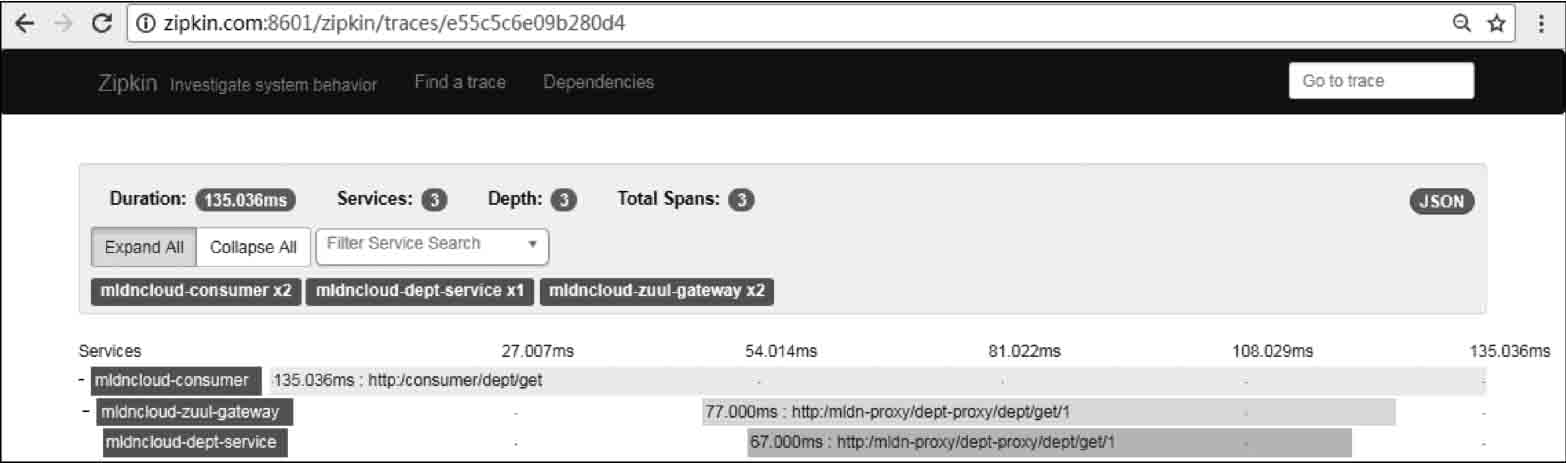 zipkin.com:8601/zipkin/traces/e55c5c6e09b280d4
Zipkin Investigate system behavior Find a trace Dependencies Go to trace
Duration: 135.036ms Services: 3 Depth: 3 Total Spans: 3 JSON
Expand All Collapse All Filter Service Search
mldncloud-consumer x2 mldncloud-dept-service x1 mldncloud-zuul-gateway x2
Services 27.007ms 54.014ms 81.022ms 108.029ms 135.036ms
- mldncloud-consumer 135.036ms : http:/consumer/dept/get
- mldncloud-zuul-gateway 77.000ms : http:/mldn-proxy/dept-proxy/dept/get/1
mldncloud-dept-service 67.000ms : http:/mldn-proxy/dept-proxy/dept/get/1